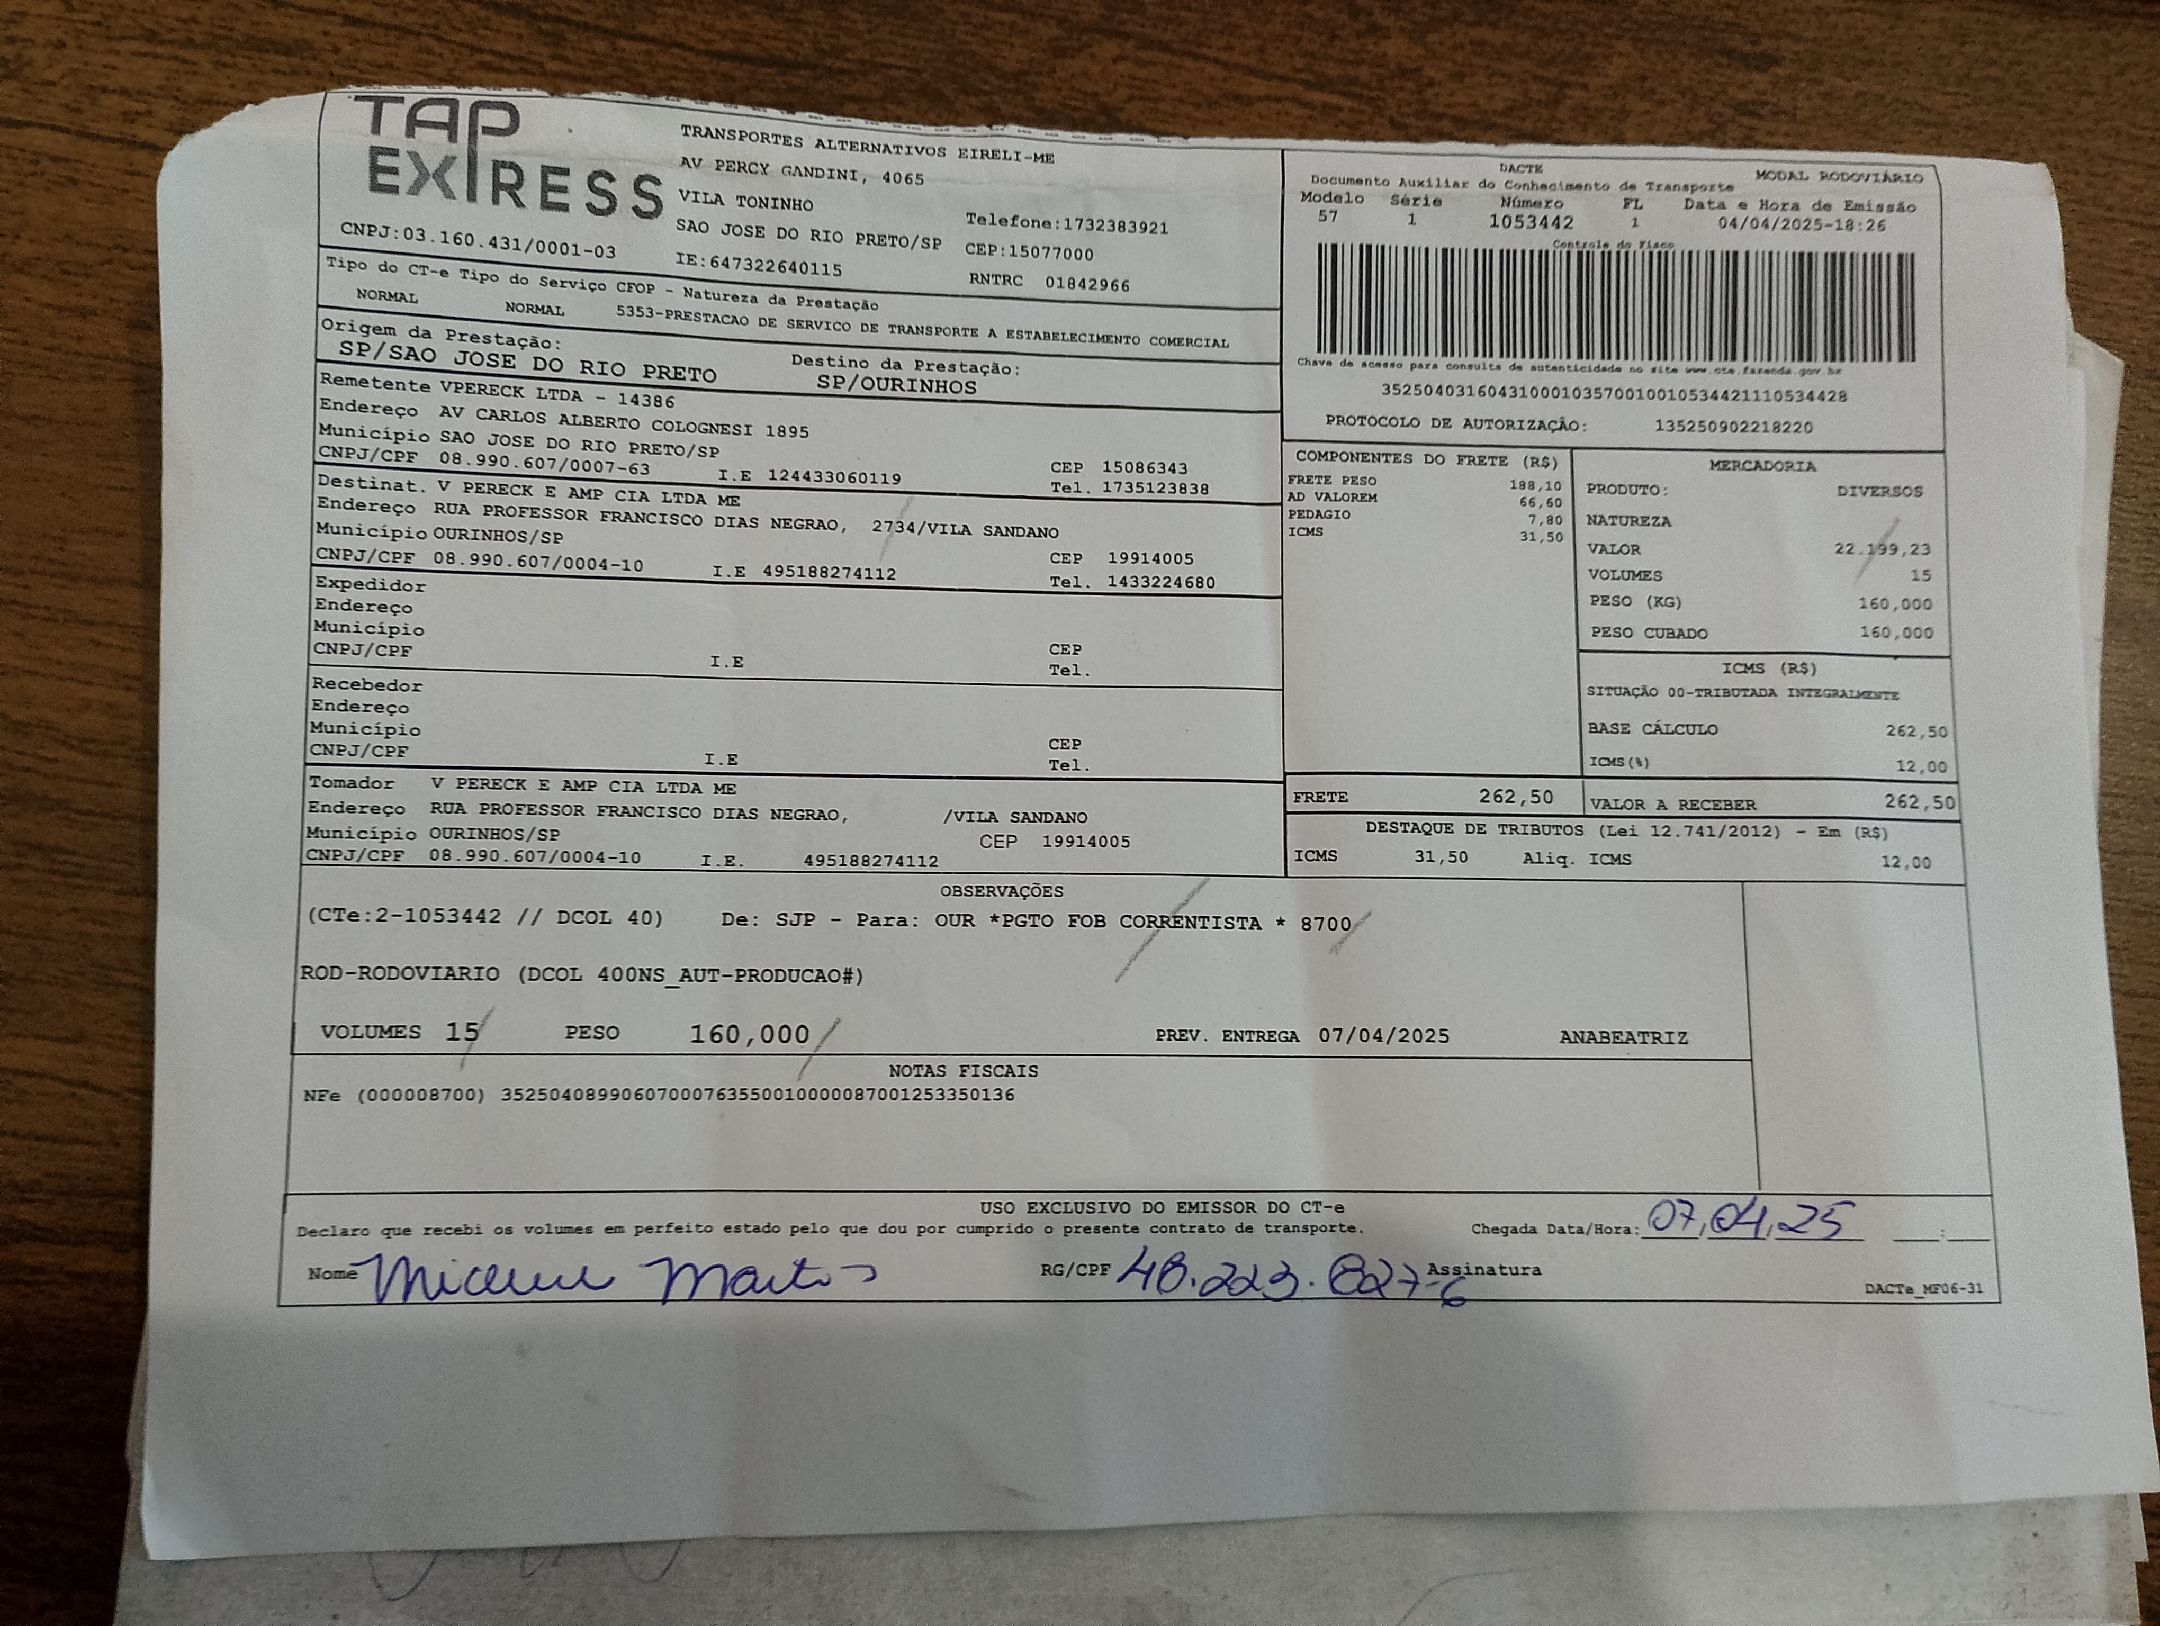 TAP
EXPRESS
CNPJ:03.160.431/0001-03
TRANSPORTES ALTERNATIVOS EIRELI-ME
AV PERCY GANDINI, 4065
VILA TONINHO
SAO JOSE DO RIO PRETO/SP
IE:647322640115
Telefone:1732383921
CEP:15077000
RNTRC 01842966
DACTE MODAL RODOVIÁRIO
Documento Auxiliar do Conhecimento de Transporte
Modelo Série Número FL Data e Hora de Emissão
57 1 1053442 1 04/04/2025-18:26
Controle do Fisco
Chave de acesso para consulta de autenticidade no site www.cte.fazenda.gov.br
35250403160431000103570010010534421110534428
PROTOCOLO DE AUTORIZAÇÂO: 135250902218220
Tipo do CT-e Tipo do Serviço CFOP - Natureza da Prestação
NORMAL NORMAL 5353-PRESTACAO DE SERVICO DE TRANSPORTE A ESTABELECIMENTO COMERCIAL
Origem da Prestação: Destino da Prestação:
SP/SAO JOSE DO RIO PRETO SP/OURINHOS
Remetente VPERECK LTDA - 14386
Endereço AV CARLOS ALBERTO COLOGNESI 1895
Município SAO JOSE DO RIO PRETO/SP CEP 15086343
CNPJ/CPF 08.990.607/0007-63 I.E 124433060119 Tel. 1735123838
Destinat. V PERECK E AMP CIA LTDA ME
Endereço RUA PROFESSOR FRANCISCO DIAS NEGRAO, 2734/VILA SANDANO
Município OURINHOS/SP CEP 19914005
CNPJ/CPF 08.990.607/0004-10 I.E 495188274112 Tel. 1433224680
Expedidor
Endereço
Município CEP
CNPJ/CPF I.E Tel.
Recebedor
Endereço
Município CEP
CNPJ/CPF I.E Tel.
Tomador V PERECK E AMP CIA LTDA ME
Endereço RUA PROFESSOR FRANCISCO DIAS NEGRAO, /VILA SANDANO
Município OURINHOS/SP CEP 19914005
CNPJ/CPF 08.990.607/0004-10 I.E. 495188274112
COMPONENTES DO FRETE (R$)
FRETE PESO 188,10
AD VALOREM 66,60
PEDAGIO 7,80
ICMS 31,50
MERCADORIA
PRODUTO: DIVERSOS
NATUREZA
VALOR 22.199,23
VOLUMES 15
PESO (KG) 160,000
PESO CUBADO 160,000
ICMS (R$)
SITUAÇÃO 00-TRIBUTADA INTEGRALMENTE
BASE CÁLCULO 262,50
ICMS(%) 12,00
FRETE 262,50 VALOR A RECEBER 262,50
DESTAQUE DE TRIBUTOS (Lei 12.741/2012) - Em (R$)
ICMS 31,50 Aliq. ICMS 12,00
OBSERVAÇÕES
(CTe:2-1053442 // DCOL 40) De: SJP - Para: OUR *PGTO FOB CORRENTISTA * 8700
ROD-RODOVIARIO (DCOL 400NS_AUT-PRODUCAO#)
VOLUMES 15 PESO 160,000 PREV. ENTREGA 07/04/2025 ANABEATRIZ
NOTAS FISCAIS
NFe (000008700) 35250408990607000763550010000087001253350136
USO EXCLUSIVO DO EMISSOR DO CT-e
Declaro que recebi os volumes em perfeito estado pelo que dou por cumprido o presente contrato de transporte. Chegada Data/Hora: 07,04,25 :
Nome RG/CPF 48.223.827-6 Assinatura
DACTe_MF06-31